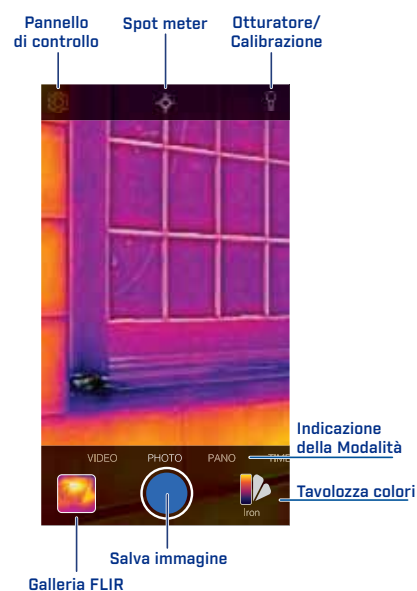 Pannello
di controllo
Spot meter
Otturatore/
Calibrazione
VIDEO PHOTO PANO TIME
Iron
Indicazione
della Modalità
Tavolozza colori
Salva immagine
Galleria FLIR